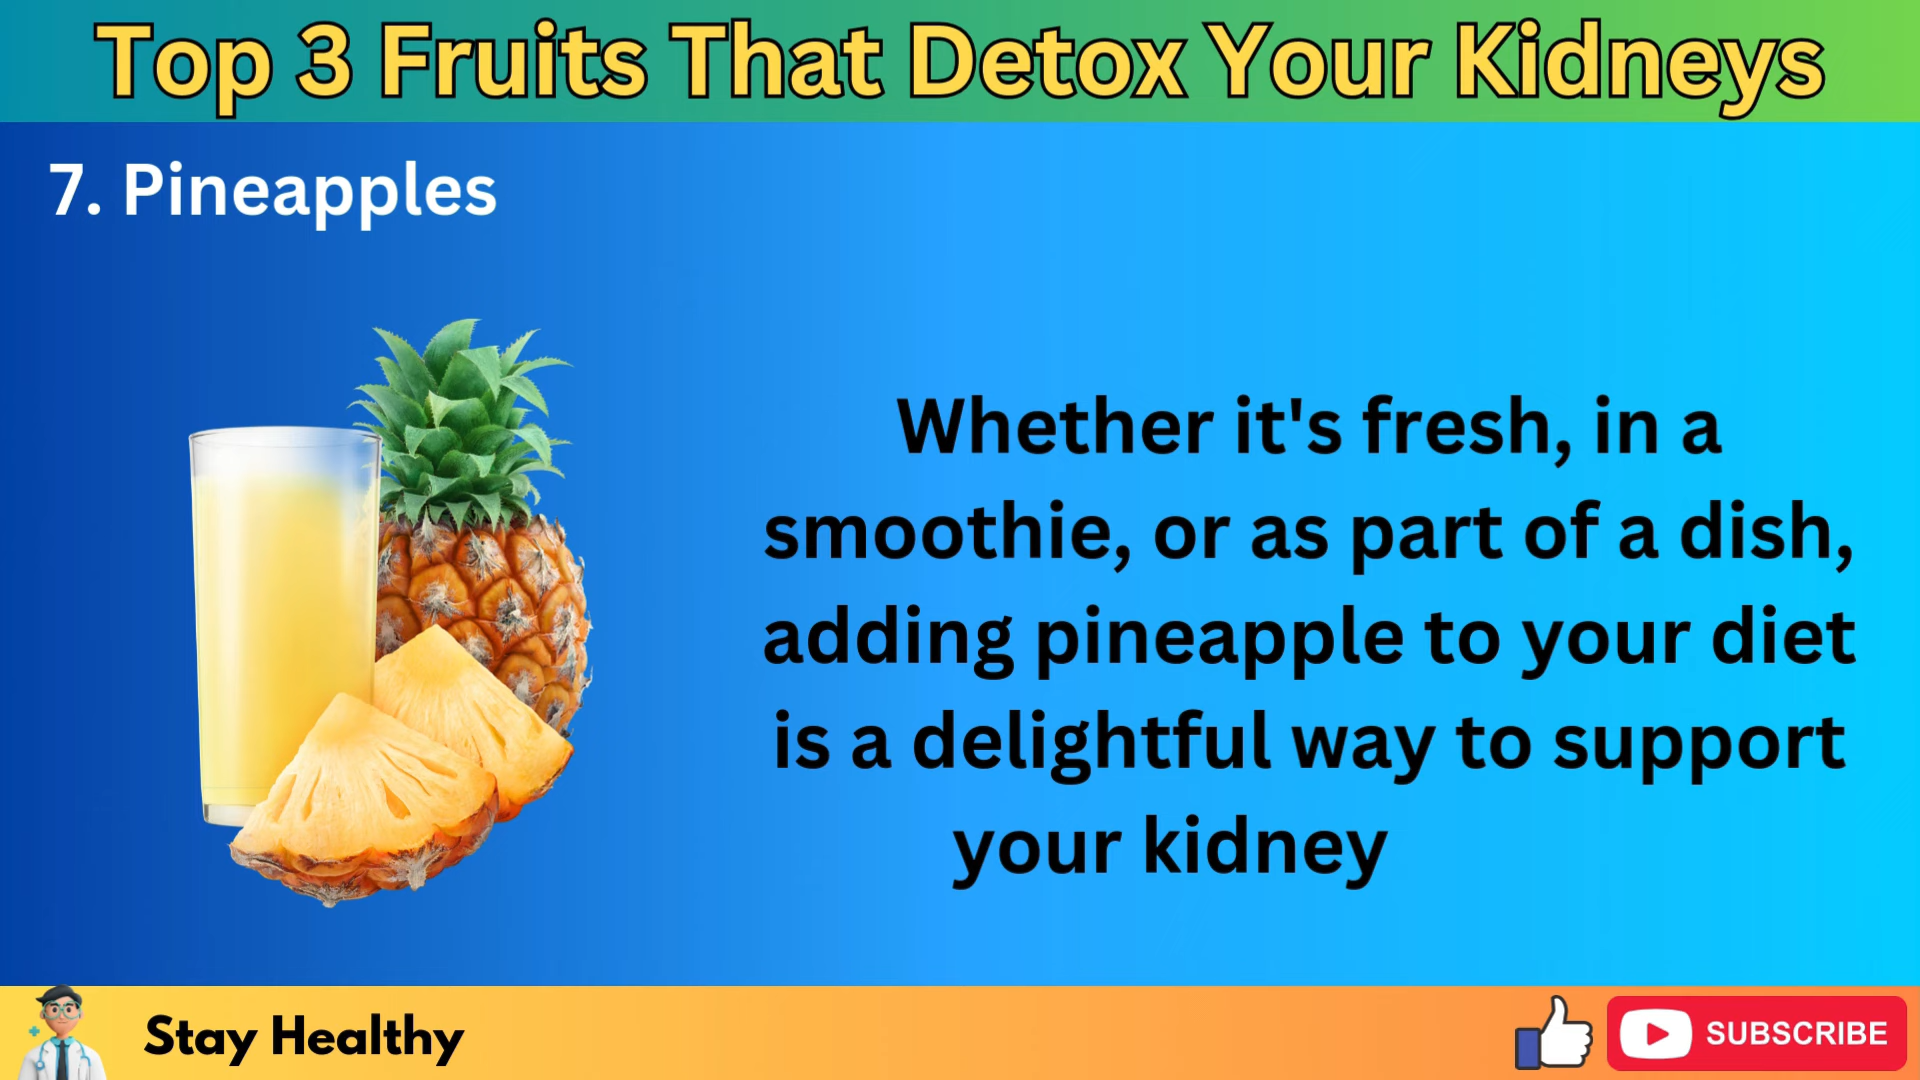 Top 3 Fruits That Detox Your Kidneys
7. Pineapples
Whether it's fresh, in a
smoothie, or as part of a dish,
adding pineapple to your diet
is a delightful way to support
your kidney
Stay Healthy
SUBSCRIBE